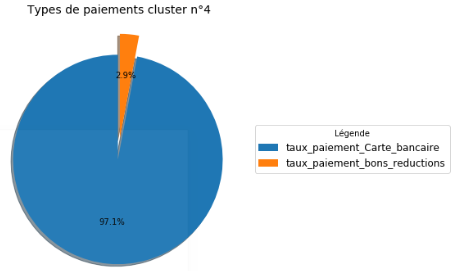 Types de paiements cluster n°4
2.9%
Légende
taux_paiement_Carte_bancaire
taux_paiement_bons_reductions
97.1%